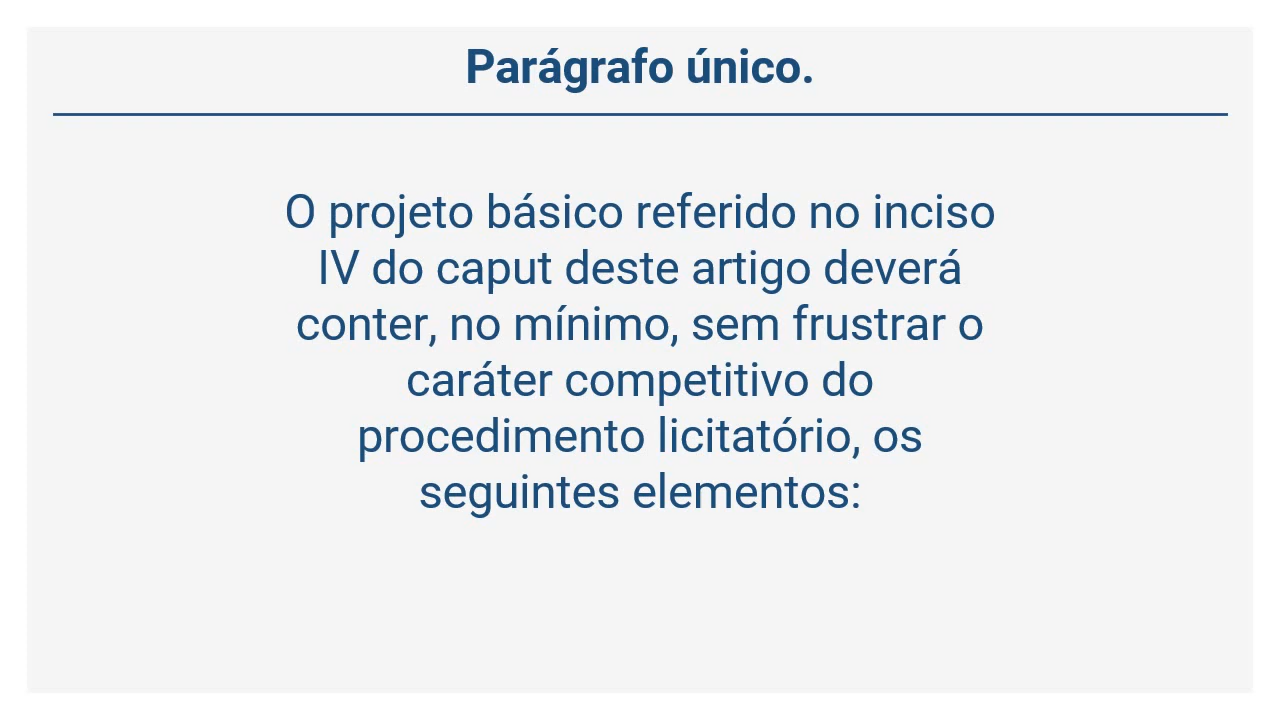 Parágrafo único.
O projeto básico referido no inciso
IV do caput deste artigo deverá
conter, no mínimo, sem frustrar o
caráter competitivo do
procedimento licitatório, os
seguintes elementos: